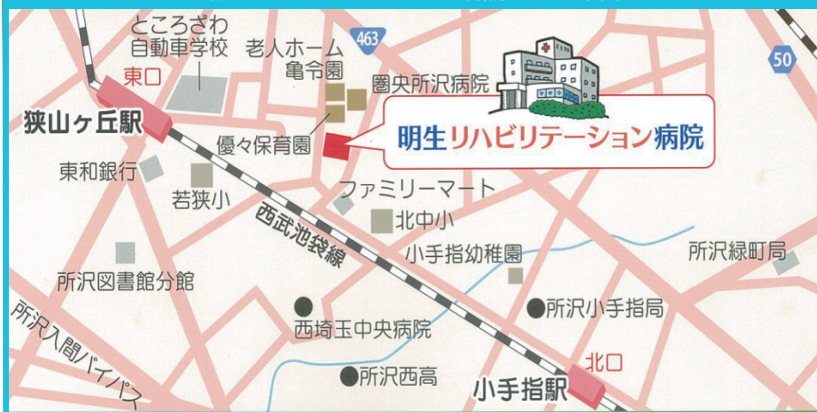 ところざわ
自動車学校
老人ホーム
亀令園
463
50
東口
圏央所沢病院
狭山ヶ丘駅
優々保育園
明生リハビリテーション病院
東和銀行
若狭小
ファミリーマート
西武池袋線
北中小
小手指幼稚園
所沢緑町局
所沢図書館分館
所沢入間バイパス
西埼玉中央病院
所沢小手指局
所沢西高
小手指駅
北口